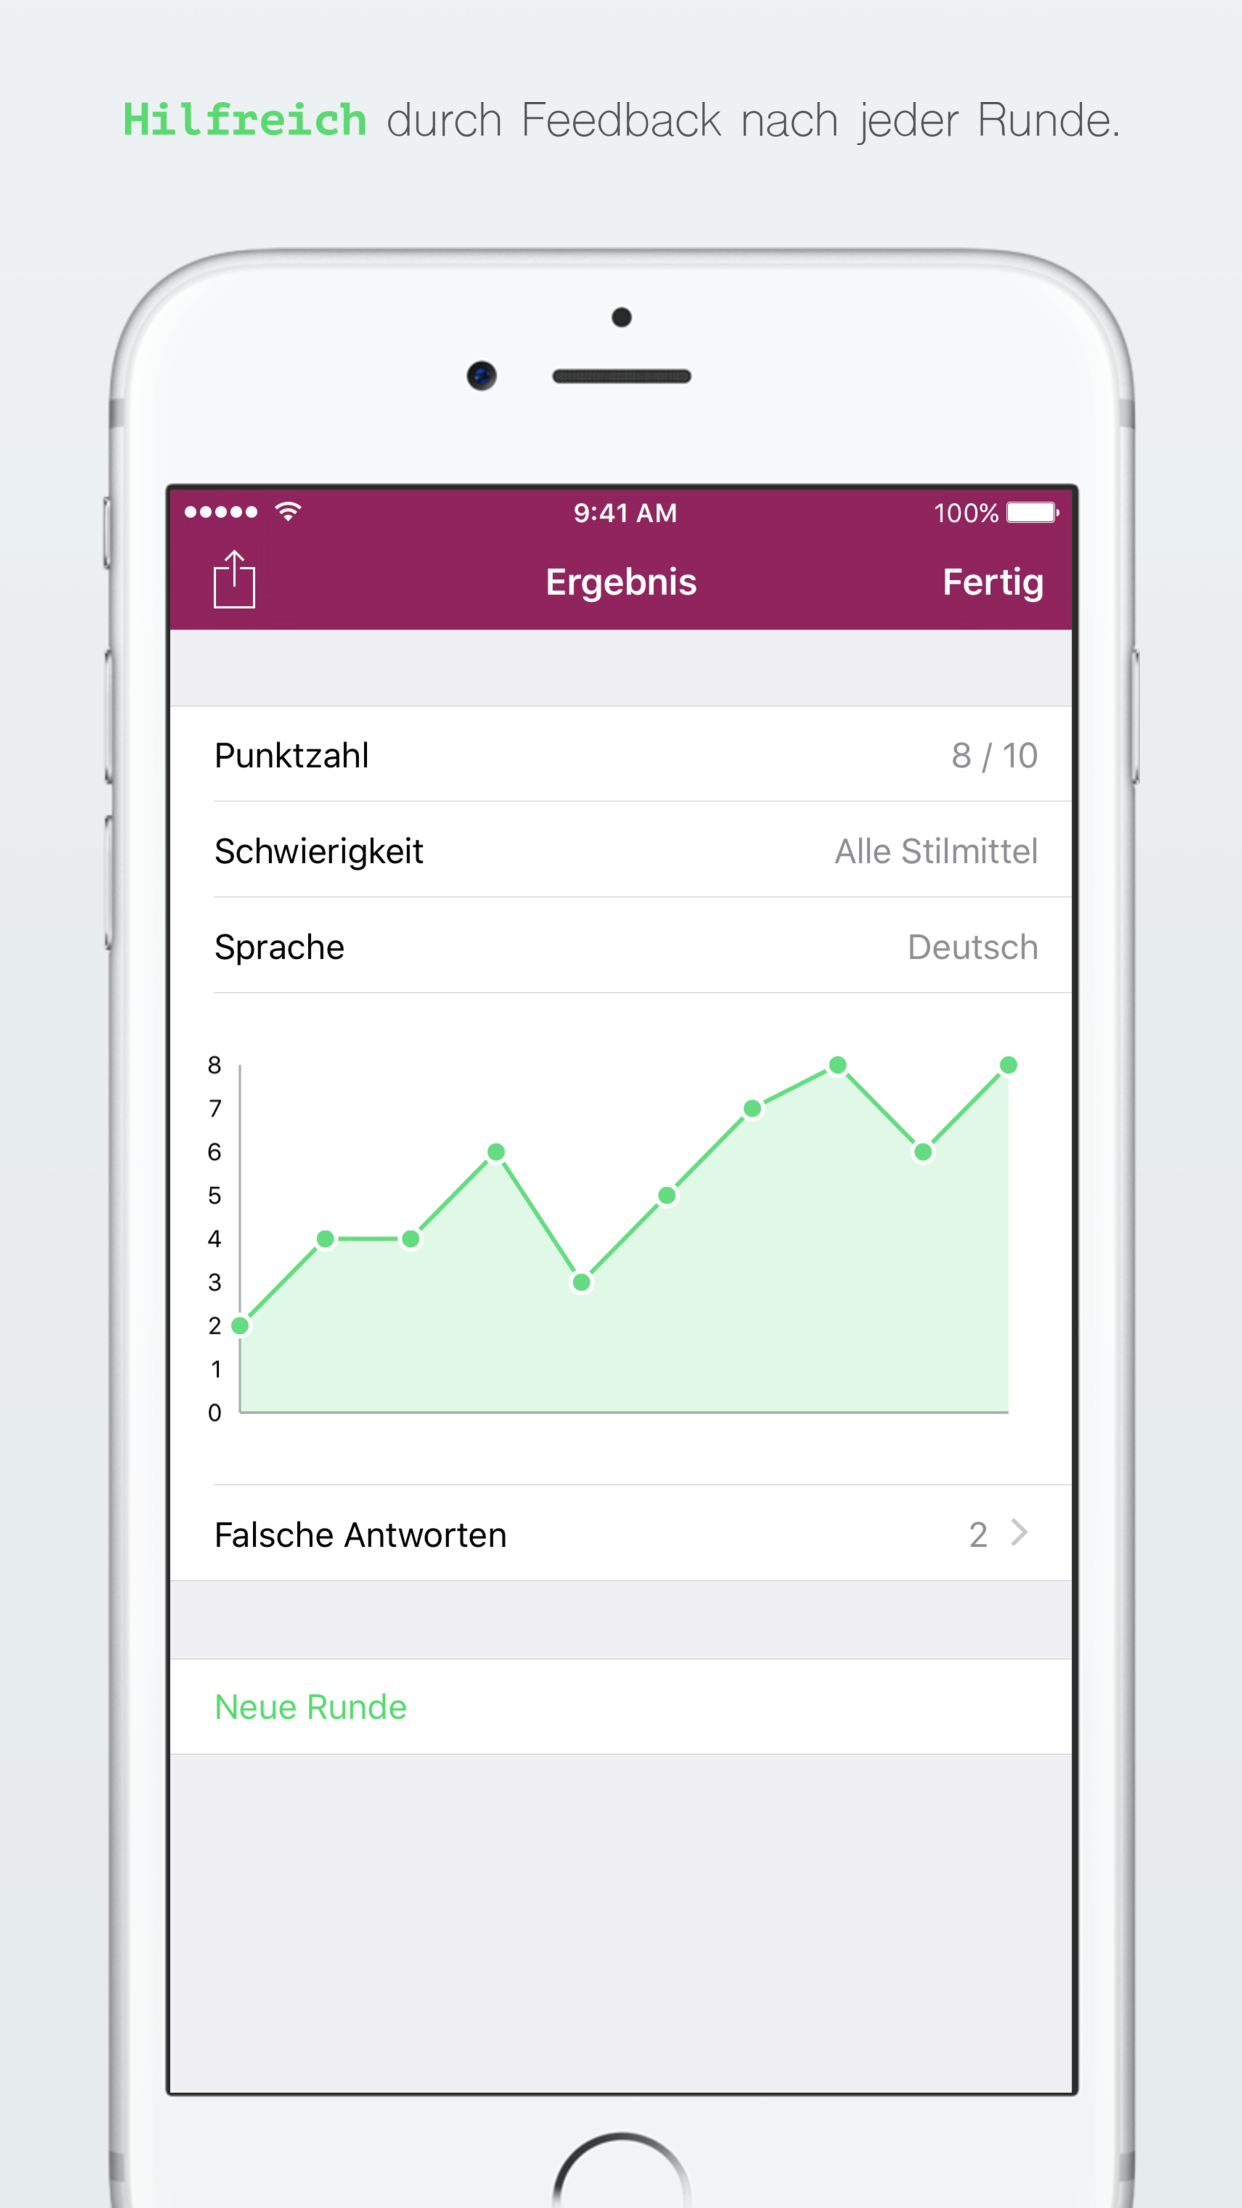 Hilfreich durch Feedback nach jeder Runde.
9:41 AM 100%
Ergebnis Fertig
Punktzahl 8 / 10
Schwierigkeit Alle Stilmittel
Sprache Deutsch
8
7
6
5
4
3
2
1
0
Falsche Antworten 2
Neue Runde